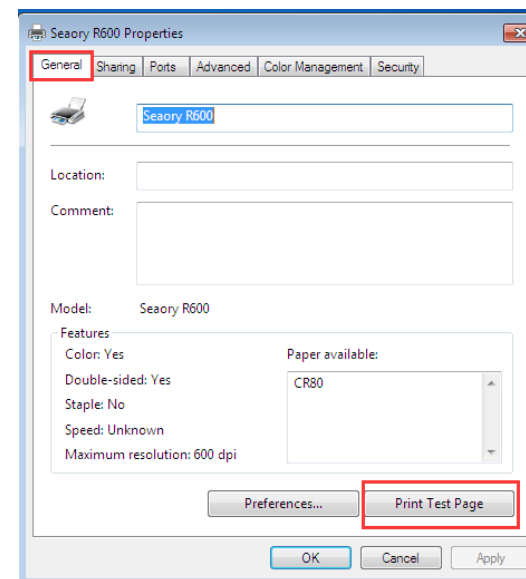 Seaory R600 Properties
General Sharing Ports Advanced Color Management Security
Seaory R600
Location:
Comment:
Model: Seaory R600
Features
Color: Yes Paper available:
Double-sided: Yes CR80
Staple: No
Speed: Unknown
Maximum resolution: 600 dpi
Preferences... Print Test Page
OK Cancel Apply